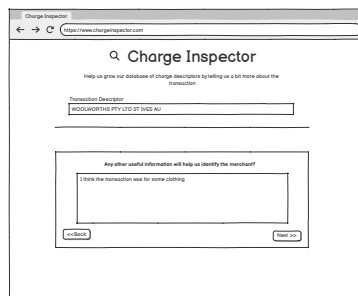 Charge Inspector
https://www.chargeinspector.com
Charge Inspector
Help us grow our database of charge descriptors by telling us a bit more about the
transaction
Transaction Descriptor
WOOLWORTHS PTY LTD ST IVES AU
Any other useful information will help us identify the merchant?
I think the transaction was for some clothing
<<Back
Next >>